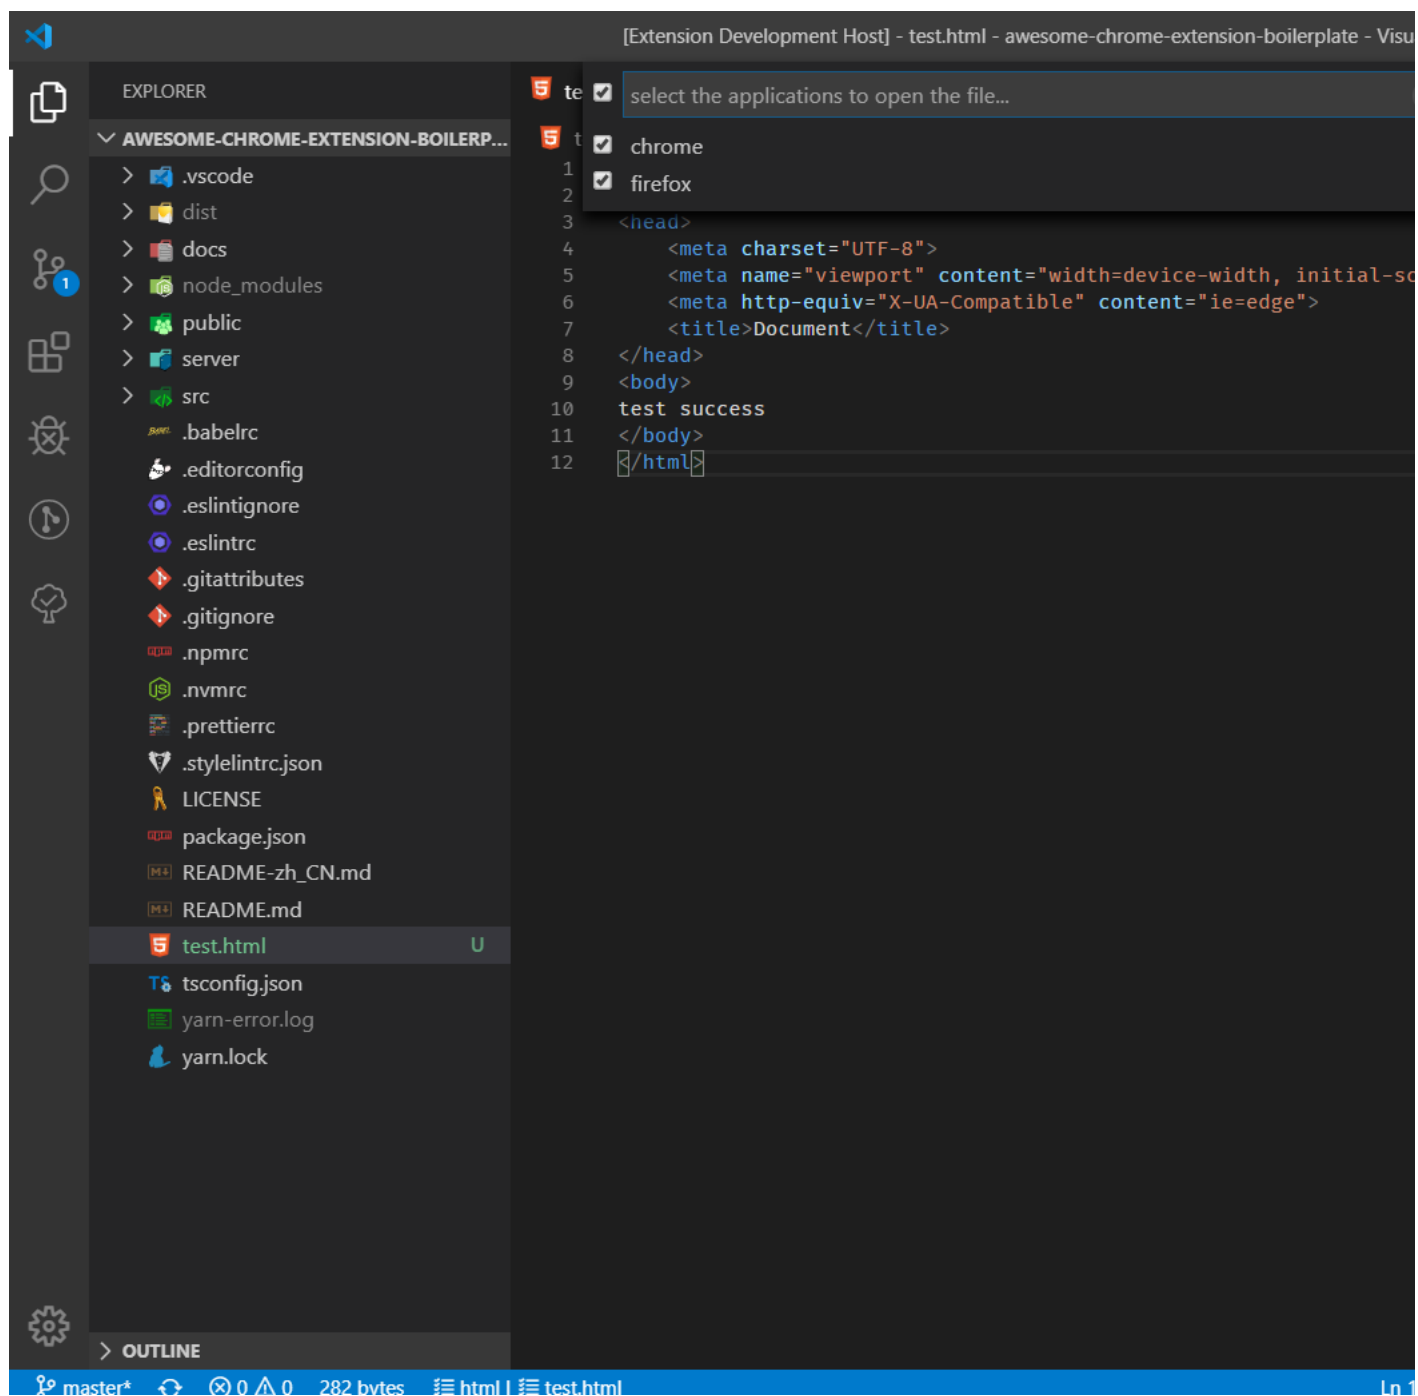 [Extension Development Host] - test.html - awesome-chrome-extension-boilerplate - Visu
EXPLORER
AWESOME-CHROME-EXTENSION-BOILERP...
.vscode
dist
docs
node_modules
public
server
src
.babelrc
.editorconfig
.eslintignore
.eslintrc
.gitattributes
.gitignore
.npmrc
.nvmrc
.prettierrc
.stylelintrc.json
LICENSE
package.json
README-zh_CN.md
README.md
test.html U
tsconfig.json
yarn-error.log
yarn.lock
OUTLINE
1
te
select the applications to open the file...
t
chrome
firefox
1
2
3 <head>
4 <meta charset="UTF-8">
5 <meta name="viewport" content="width=device-width, initial-sc
6 <meta http-equiv="X-UA-Compatible" content="ie=edge">
7 <title>Document</title>
8 </head>
9 <body>
10 test success
11 </body>
12 </html>
master* 0 0 282 bytes html | test.html Ln 1